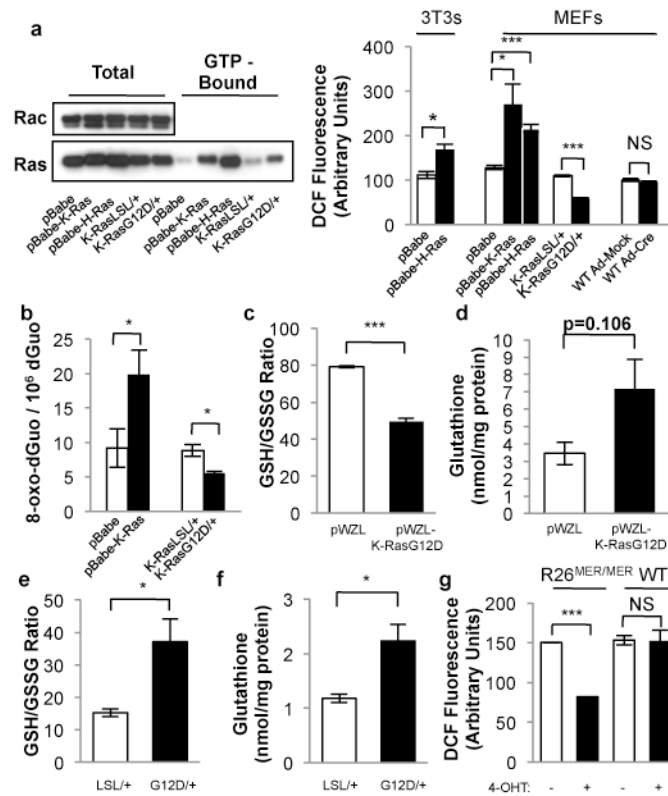 a
Total
GTP -
Bound
Rac
Ras
pBabe
pBabe-K-Ras
pBabe-H-Ras
K-RasLSL/+
K-RasG12D/+
pBabe
pBabe-K-Ras
pBabe-H-Ras
K-RasLSL/+
K-RasG12D/+
3T3s
MEFs
DCF Fluorescence
(Arbitrary Units)
400
300
200
100
0
*
***
*
***
NS
pBabe
pBabe-H-Ras
pBabe
pBabe-K-Ras
pBabe-H-Ras
K-RasLSL/+
K-RasG12D/+
WT Ad-Mock
WT Ad-Cre
b
8-oxo-dGuo / 10⁶ dGuo
25
20
15
10
5
0
*
*
pBabe
pBabe-K-Ras
K-RasLSL/+
K-RasG12D/+
c
GSH/GSSG Ratio
100
80
60
40
20
0
***
pWZL
pWZL-
K-RasG12D
d
p=0.106
Glutathione
(nmol/mg protein)
9
8
7
6
5
4
3
2
1
0
pWZL
pWZL-
K-RasG12D
e
GSH/GSSG Ratio
50
40
30
20
10
0
*
LSL/+
G12D/+
f
Glutathione
(nmol/mg protein)
3
2
1
0
*
LSL/+
G12D/+
g
R26ᴹᴱᴿ/ᴹᴱᴿ WT
DCF Fluorescence
(Arbitrary Units)
200
150
100
50
0
***
NS
4-OHT: - + - +